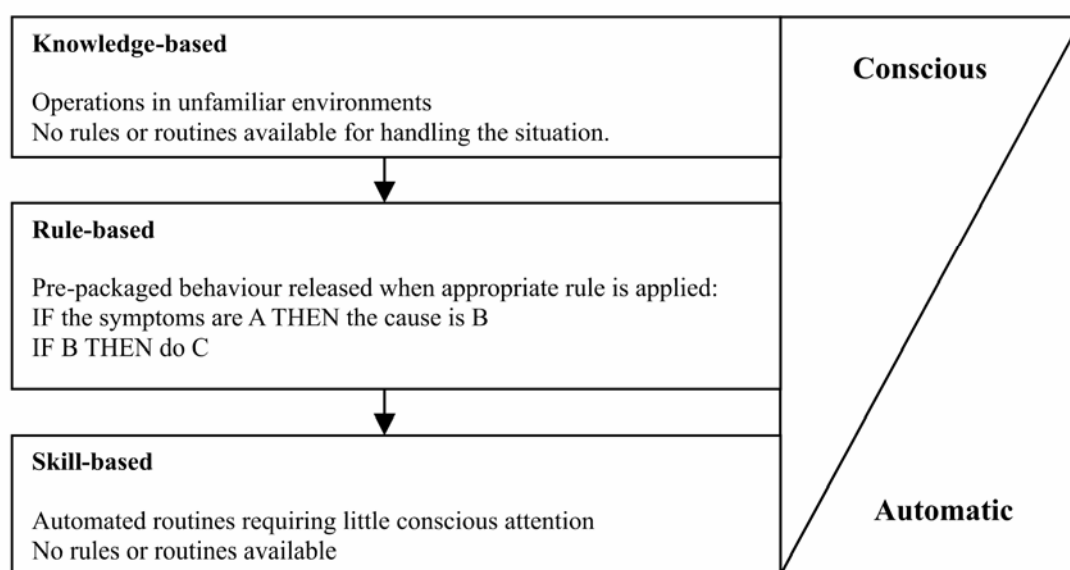 Knowledge-based
Operations in unfamiliar environments
No rules or routines available for handling the situation.
Conscious
Rule-based
Pre-packaged behaviour released when appropriate rule is applied:
IF the symptoms are A THEN the cause is B
IF B THEN do C
Skill-based
Automated routines requiring little conscious attention
No rules or routines available
Automatic